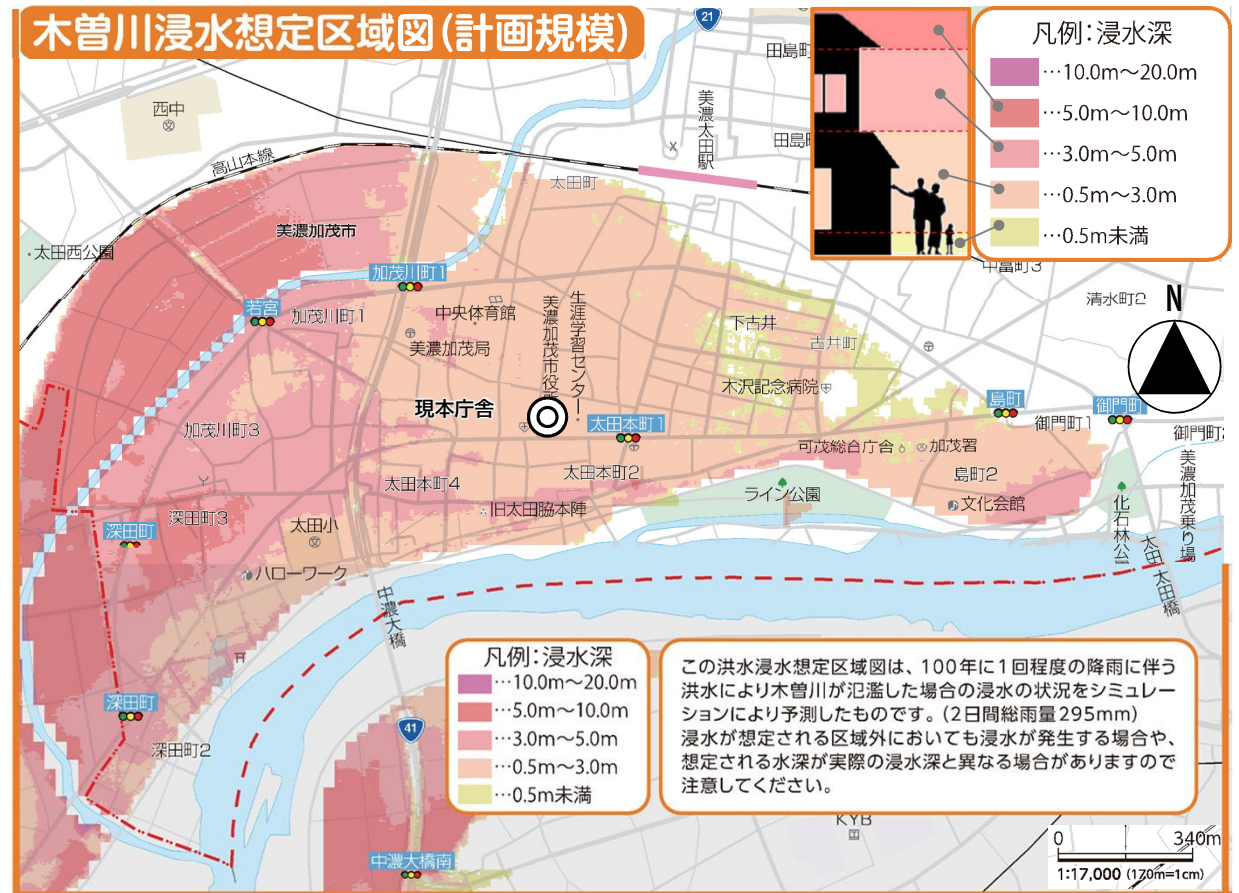 木曽川浸水想定区域図(計画規模)
21
田島町
凡例:浸水深
…10.0m〜20.0m
…5.0m〜10.0m
…3.0m〜5.0m
…0.5m〜3.0m
…0.5m未満
西中
美濃太田駅
高山本線
太田町
美濃加茂市
太田西公園
加茂川町1
中富町3
清水町2
N
若宮
加茂川町1
中央体育館
美濃加茂市役所
生涯学習センター
美濃加茂局
下古井
古井町
木沢記念病院
現本庁舎
太田本町1
島町
御門町
御門町1
加茂川町3
可茂総合庁舎
加茂署
太田本町4
太田本町2
島町2
ライン公園
文化会館
旧太田脇本陣
化石林公
美濃加茂乗り場
深田町3
深田町
太田小
ハローワーク
中濃大橋
太田
太田橋
深田町
深田町2
41
中濃大橋南
凡例:浸水深
…10.0m〜20.0m
…5.0m〜10.0m
…3.0m〜5.0m
…0.5m〜3.0m
…0.5m未満
この洪水浸水想定区域図は、100年に1回程度の降雨に伴う
洪水により木曽川が氾濫した場合の浸水の状況をシミュレー
ションにより予測したものです。(2日間総雨量295mm)
浸水が想定される区域外においても浸水が発生する場合や、
想定される水深が実際の浸水深と異なる場合がありますので
注意してください。
KYB
0 340m
1:17,000 (170m=1cm)